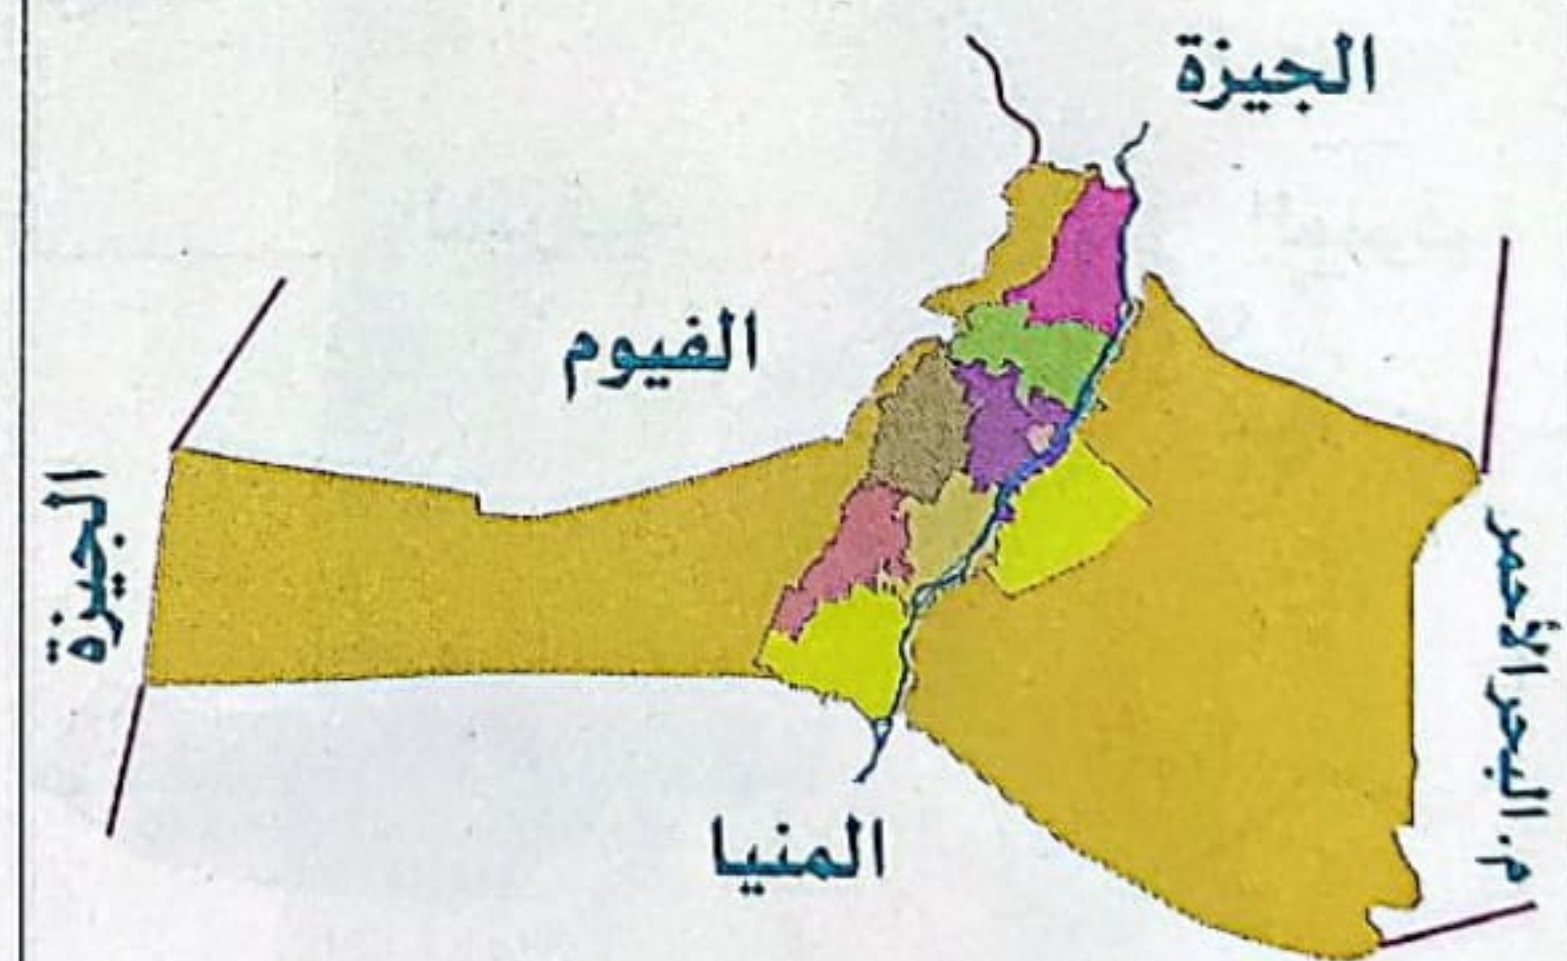 الجيزة
الفيوم
الجيزة
م. البحر الأحمر
المنيا